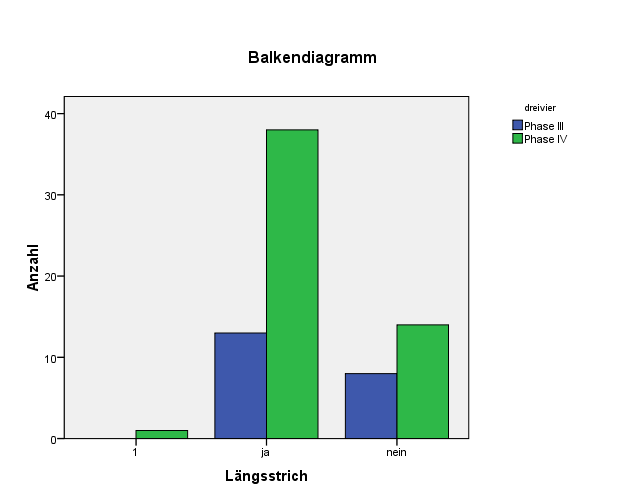 Balkendiagramm
dreivier
Phase III
Phase IV
Anzahl
40
30
20
10
0
1
ja
nein
Längsstrich